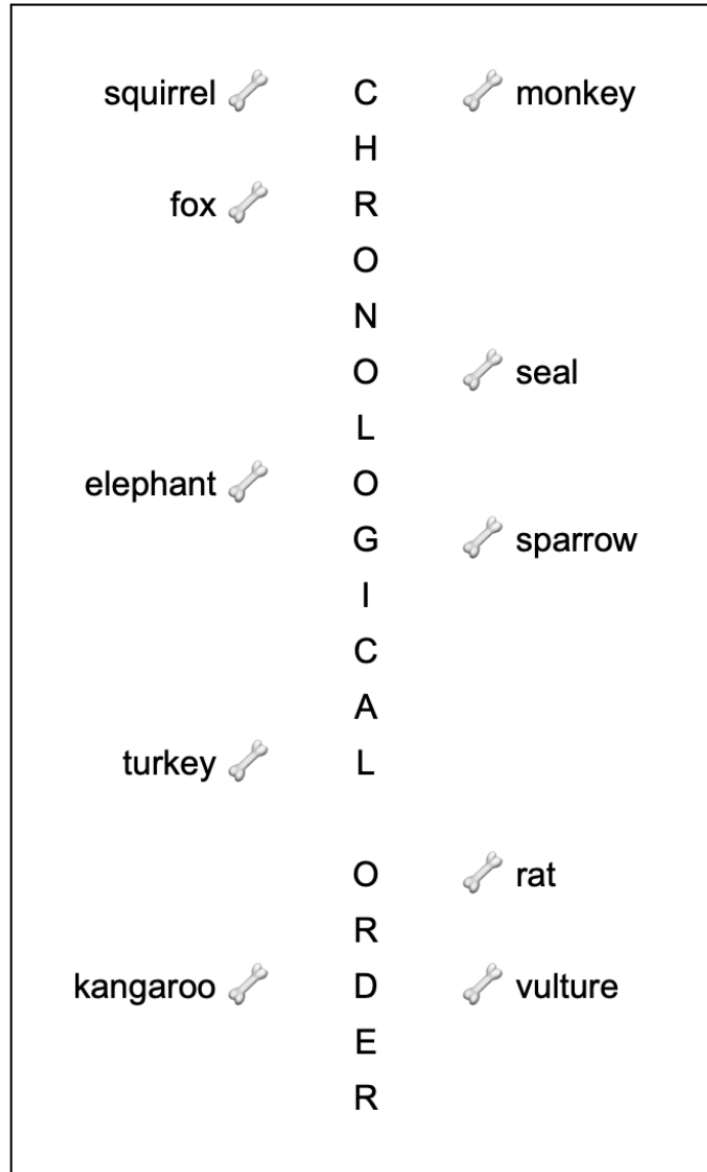 squirrel C monkey
H
fox R
O
N
O seal
L
elephant O
G sparrow
I
C
A
turkey L
O rat
R
kangaroo D vulture
E
R